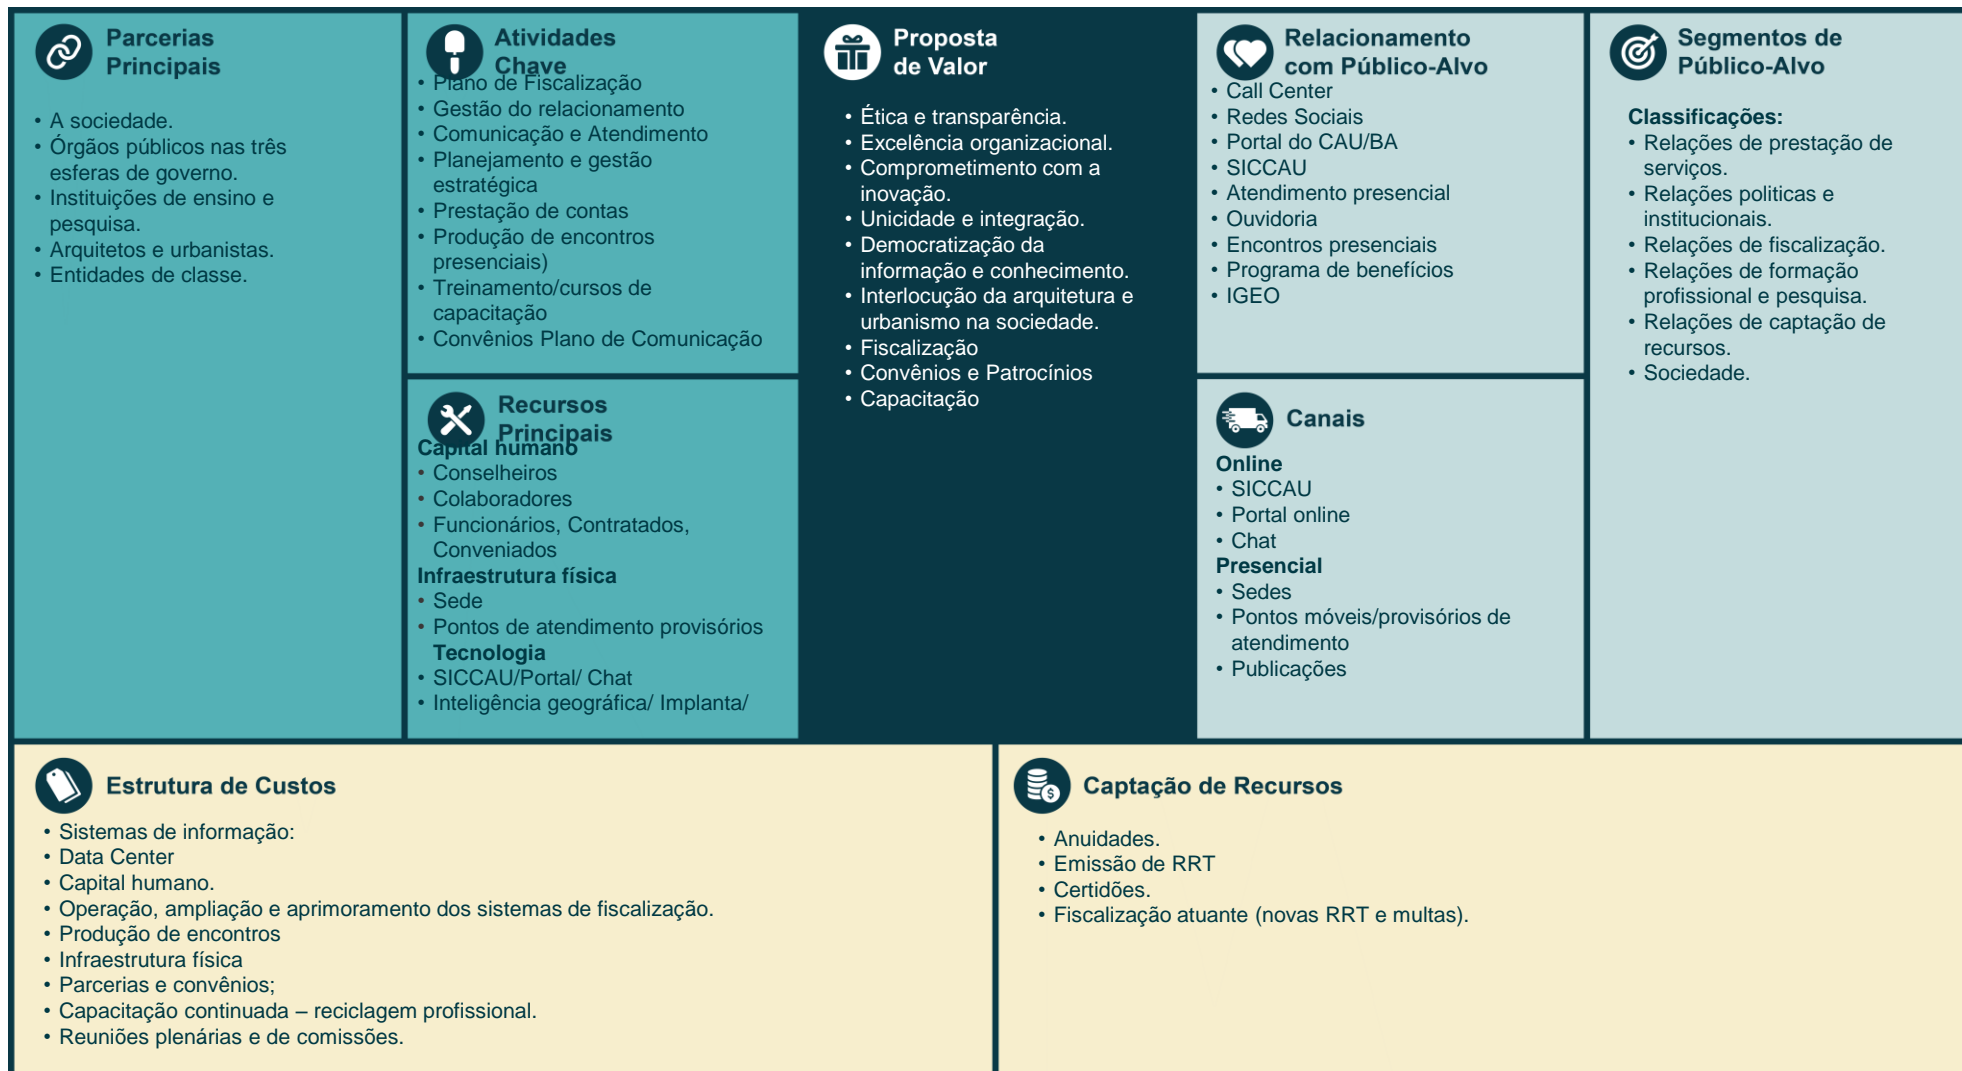 Parcerias
Principais
• A sociedade.
• Órgãos públicos nas três
esferas de governo.
• Instituições de ensino e
pesquisa.
• Arquitetos e urbanistas.
• Entidades de classe.
Atividades
Chave
• Plano de Fiscalização
• Gestão do relacionamento
• Comunicação e Atendimento
• Planejamento e gestão
estratégica
• Prestação de contas
• Produção de encontros
presenciais)
• Treinamento/cursos de
capacitação
• Convênios Plano de Comunicação
Recursos
Principais
Capital humano
• Conselheiros
• Colaboradores
• Funcionários, Contratados,
Conveniados
Infraestrutura física
• Sede
• Pontos de atendimento provisórios
Tecnologia
• SICCAU/Portal/ Chat
• Inteligência geográfica/ Implanta/
Proposta
de Valor
• Ética e transparência.
• Excelência organizacional.
• Comprometimento com a
inovação.
• Unicidade e integração.
• Democratização da
informação e conhecimento.
• Interlocução da arquitetura e
urbanismo na sociedade.
• Fiscalização
• Convênios e Patrocínios
• Capacitação
Relacionamento
com Público-Alvo
• Call Center
• Redes Sociais
• Portal do CAU/BA
• SICCAU
• Atendimento presencial
• Ouvidoria
• Encontros presenciais
• Programa de benefícios
• IGEO
Canais
Online
• SICCAU
• Portal online
• Chat
Presencial
• Sedes
• Pontos móveis/provisórios de
atendimento
• Publicações
Segmentos de
Público-Alvo
Classificações:
• Relações de prestação de
serviços.
• Relações politicas e
institucionais.
• Relações de fiscalização.
• Relações de formação
profissional e pesquisa.
• Relações de captação de
recursos.
• Sociedade.
Estrutura de Custos
• Sistemas de informação:
• Data Center
• Capital humano.
• Operação, ampliação e aprimoramento dos sistemas de fiscalização.
• Produção de encontros
• Infraestrutura física
• Parcerias e convênios;
• Capacitação continuada – reciclagem profissional.
• Reuniões plenárias e de comissões.
Captação de Recursos
• Anuidades.
• Emissão de RRT
• Certidões.
• Fiscalização atuante (novas RRT e multas).